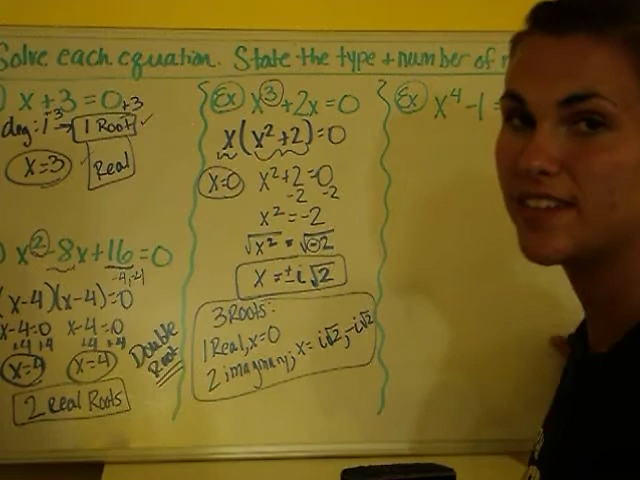 Solve each equation. State the type + number of
x + 3 = 0
+3
-3
deg: 1 → 1 Root ✓
x=3
Real
x² - 8x + 16 = 0
-4, -4
(x-4)(x-4)=0
x-4=0 x-4=0
+4 +4 +4 +4
x=4 x=4
Double Root
2 real Roots
Ex x³ + 2x = 0
x(x² + 2) = 0
x=0 x² + 2 = 0
-2 -2
x² = -2
√x² = √-2
x = ± i√2
3 Roots:
1 Real, x=0
2 imaginary; x = i√2, -i√2
Ex x⁴ - 1 =